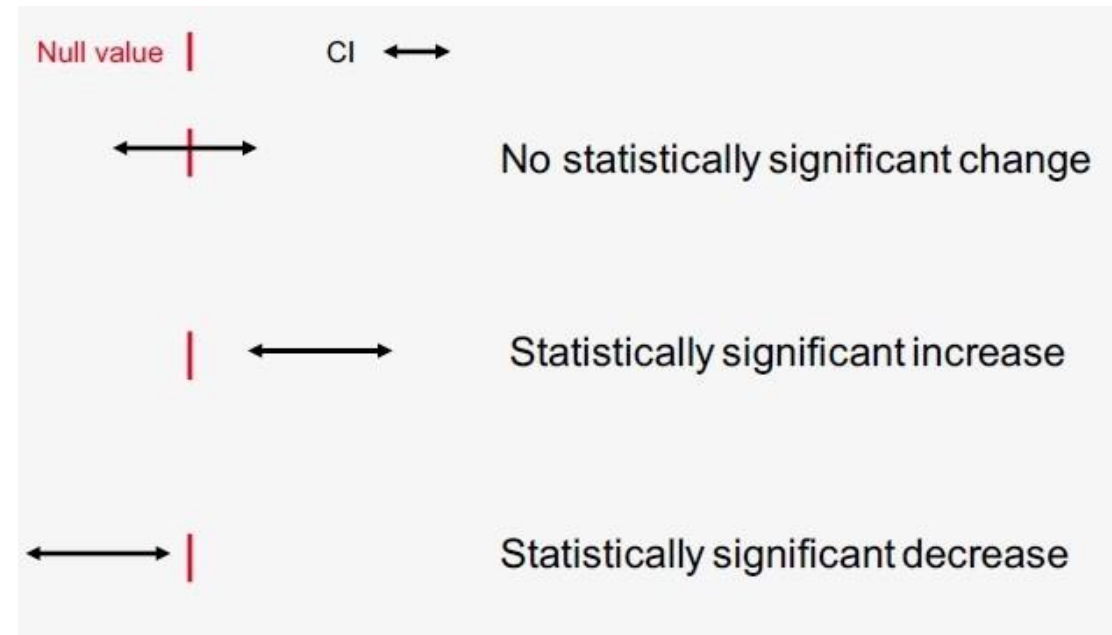 Null value CI
No statistically significant change
Statistically significant increase
Statistically significant decrease